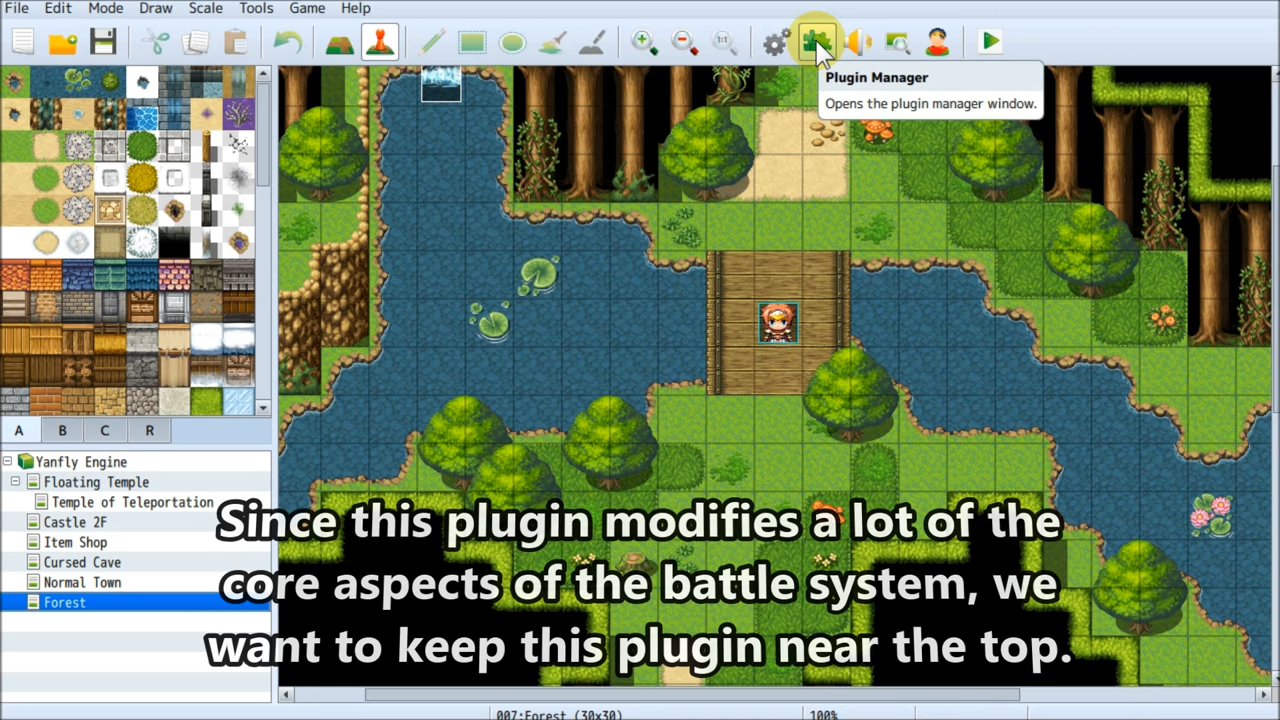 File Edit Mode Draw Scale Tools Game Help
1:1
Plugin Manager
Opens the plugin manager window.
A B C R
Yanfly Engine
Floating Temple
Temple of Teleportation
Castle 2F
Item Shop
Cursed Cave
Normal Town
Forest
Since this plugin modifies a lot of the
core aspects of the battle system, we
want to keep this plugin near the top.
007:Forest (30x30) 100%